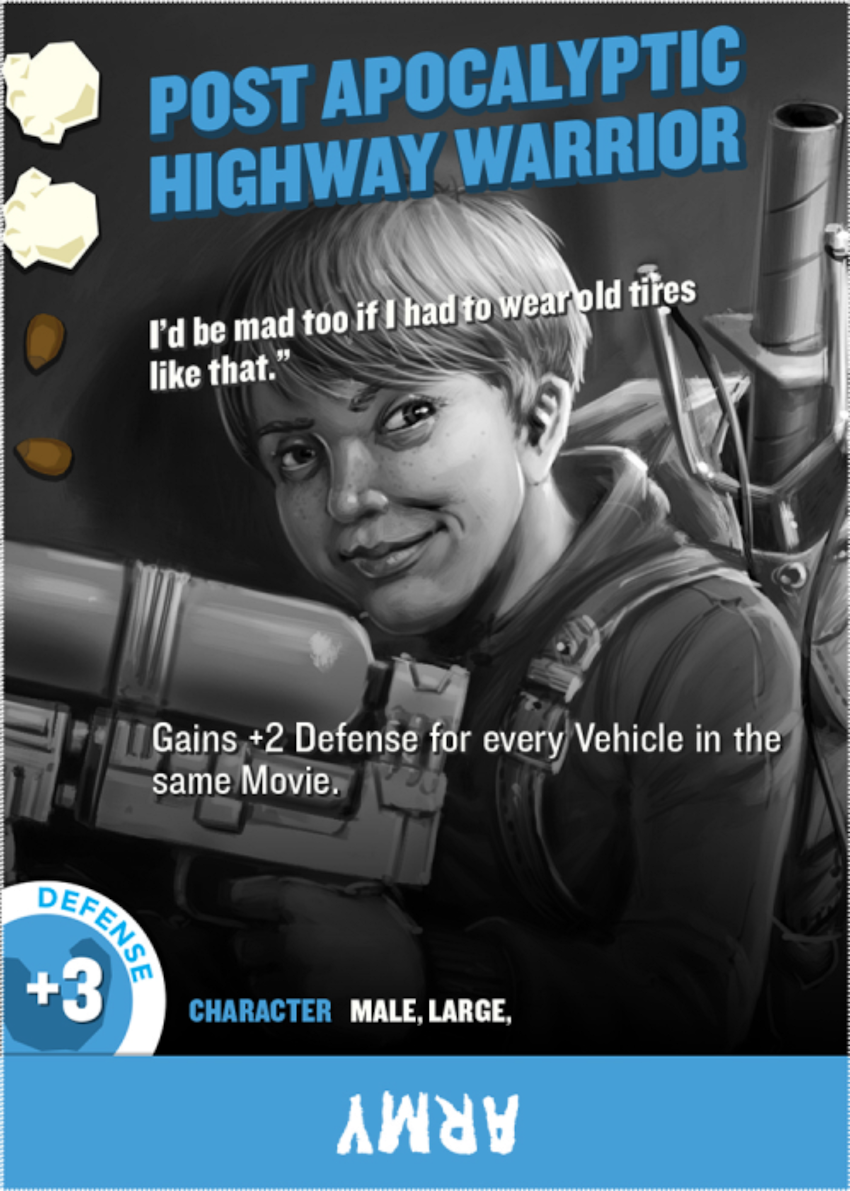 POST APOCALYPTIC
HIGHWAY WARRIOR
I'd be mad too if I had to wear old tires
like that.”
Gains +2 Defense for every Vehicle in the
same Movie.
DEFENSE
+3
CHARACTER MALE, LARGE,
ARMY